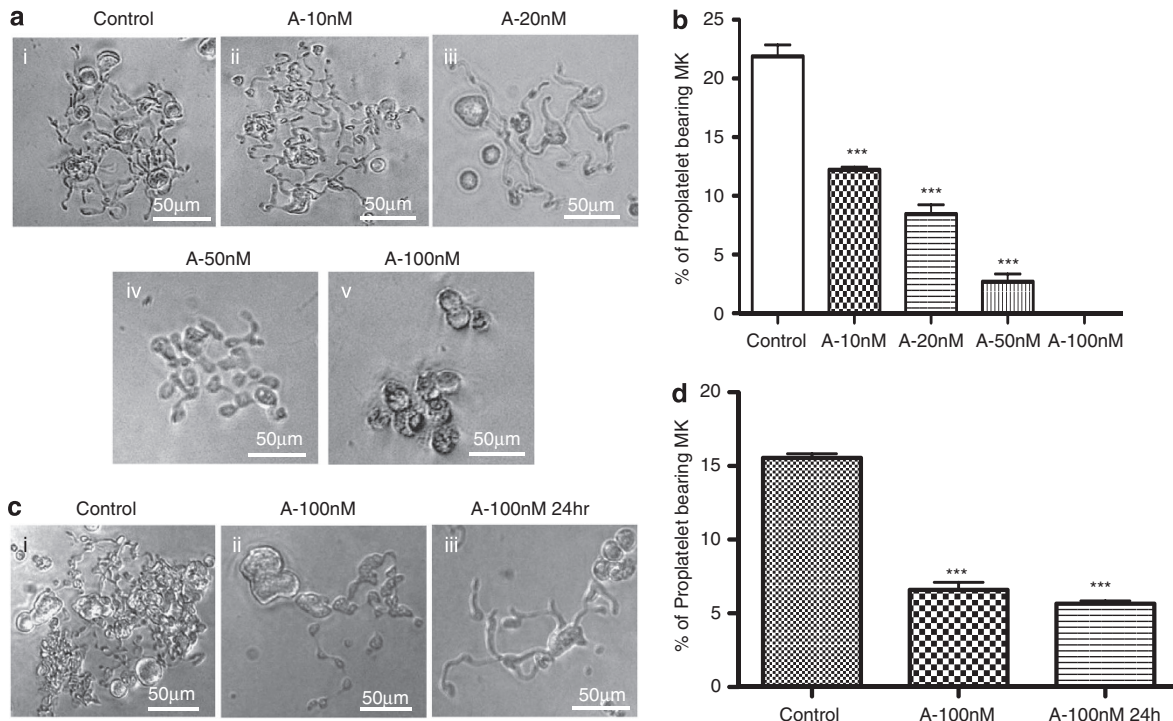 a
Control
A-10nM
A-20nM
i
50μm
ii
50μm
iii
50μm
A-50nM
A-100nM
iv
50μm
v
50μm
b
% of Proplatelet bearing MK
25
20
15
10
5
0
***
***
***
Control A-10nM A-20nM A-50nM A-100nM
c
Control
A-100nM
A-100nM 24hr
i
50μm
ii
50μm
iii
50μm
d
% of Proplatelet bearing MK
20
15
10
5
0
***
***
Control A-100nM A-100nM 24h